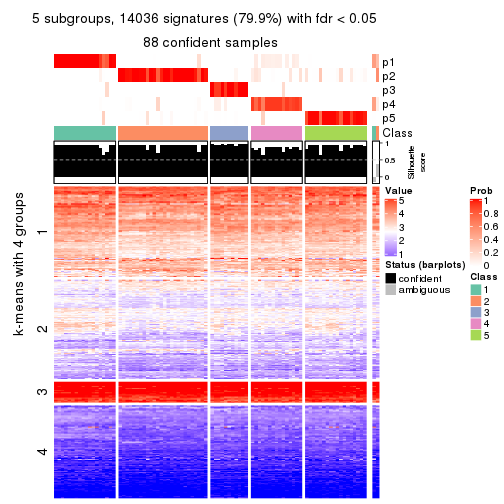 5 subgroups, 14036 signatures (79.9%) with fdr < 0.05
88 confident samples
p1
p2
p3
p4
p5
Class
1
0.5
0
Silhouette
score
k-means with 4 groups
1
2
3
4
Value
5
4
3
2
1
Status (barplots)
confident
ambiguous
Prob
1
0.8
0.6
0.4
0.2
0
Class
1
2
3
4
5